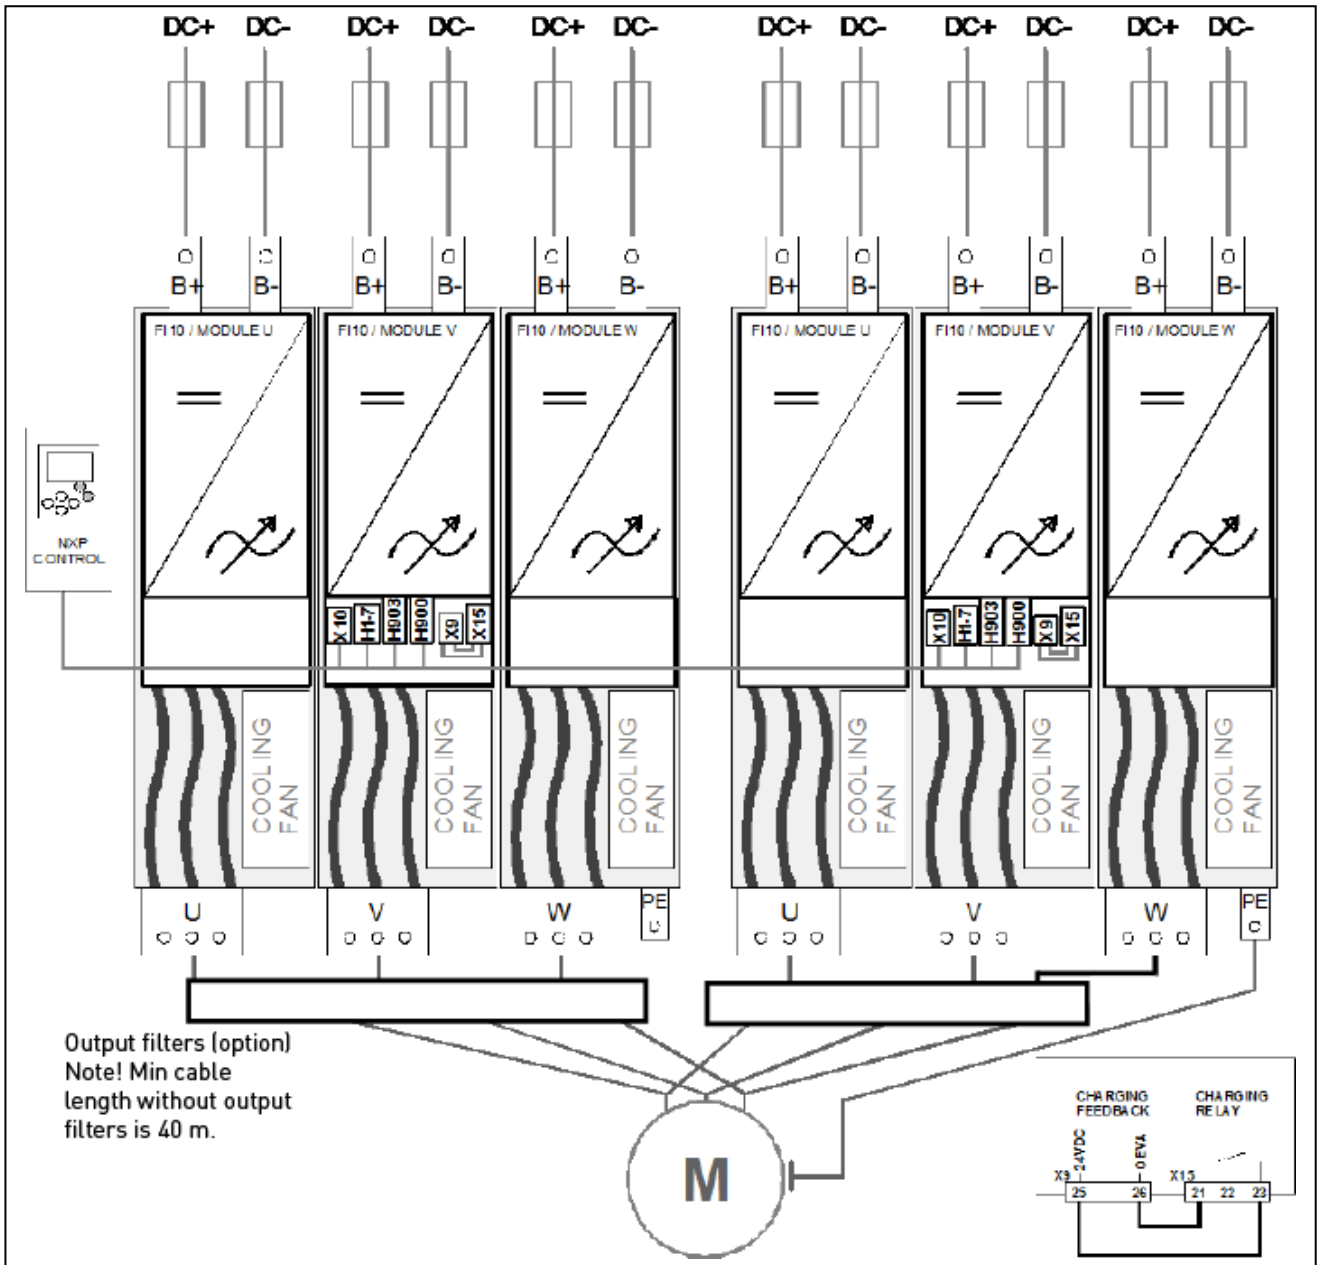 DC+ DC- DC+ DC- DC+ DC- DC+ DC- DC+ DC- DC+ DC-
B+ B- B+ B- B+ B- B+ B- B+ B- B+ B-
FI10 / MODULE U FI10 / MODULE V FI10 / MODULE W FI10 / MODULE U FI10 / MODULE V FI10 / MODULE W
NXP
CONTROL
X10 H1-7 H903 H900 X9 X15 X10 H1-7 H903 H900 X9 X15
COOLING
FAN
COOLING
FAN
COOLING
FAN
COOLING
FAN
COOLING
FAN
COOLING
FAN
U V W PE U V W PE
Output filters (option)
Note! Min cable
length without output
filters is 40 m.
M
CHARGING
FEEDBACK
CHARGING
RELAY
24VDC
X9
X15
25 26 21 22 23